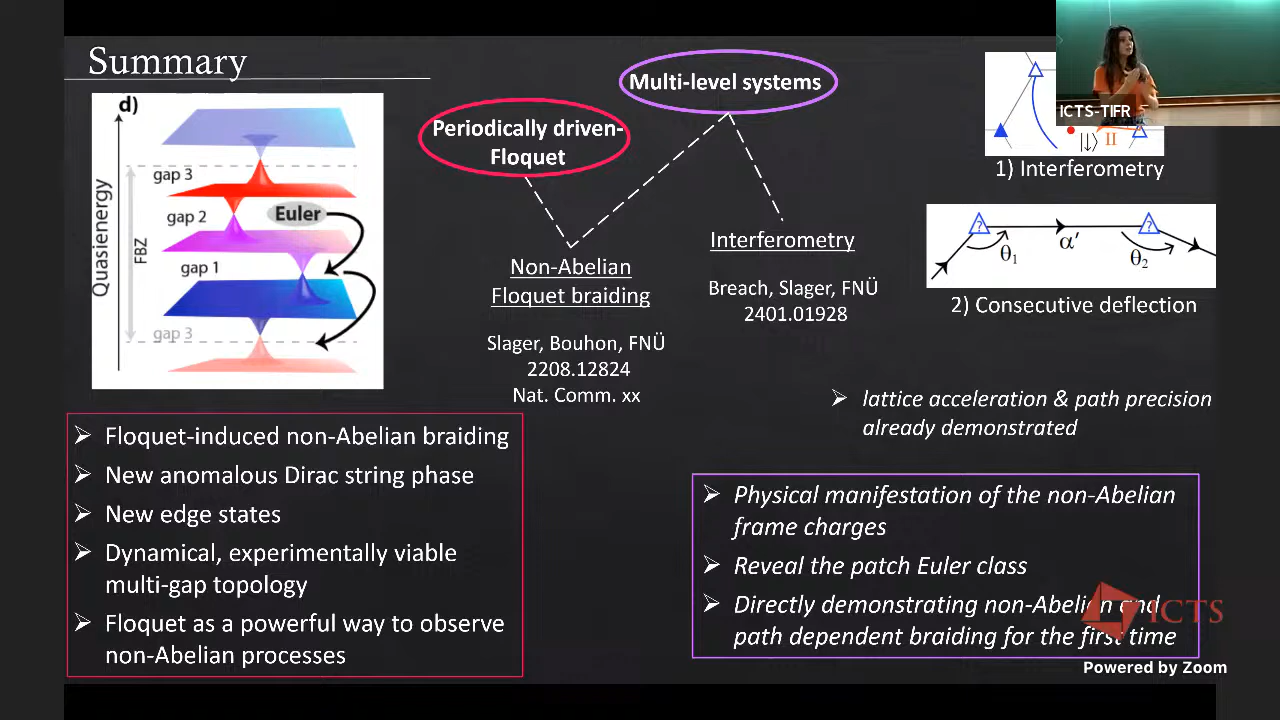 Summary
d)
Quasienergy
FBZ
gap 3
gap 2
Euler
gap 1
gap 3
Periodically driven-
Floquet
Multi-level systems
Non-Abelian
Floquet braiding
Slager, Bouhon, FNÜ
2208.12824
Nat. Comm. xx
Interferometry
Breach, Slager, FNÜ
2401.01928
ICTS-TIFR
|↓⟩ II
1) Interferometry
? α′ ?
θ1 θ2
2) Consecutive deflection
➢ lattice acceleration & path precision
already demonstrated
➢ Floquet-induced non-Abelian braiding
➢ New anomalous Dirac string phase
➢ New edge states
➢ Dynamical, experimentally viable
multi-gap topology
➢ Floquet as a powerful way to observe
non-Abelian processes
➢ Physical manifestation of the non-Abelian
frame charges
➢ Reveal the patch Euler class
➢ Directly demonstrating non-Abelian and
path dependent braiding for the first time
ICTS
Powered by Zoom